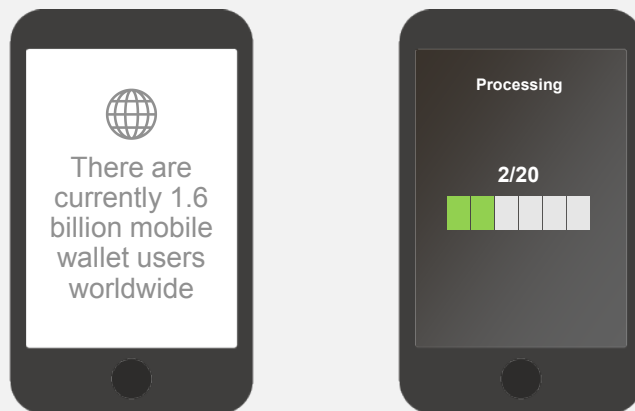 There are
currently 1.6
billion mobile
wallet users
worldwide
Processing
2/20